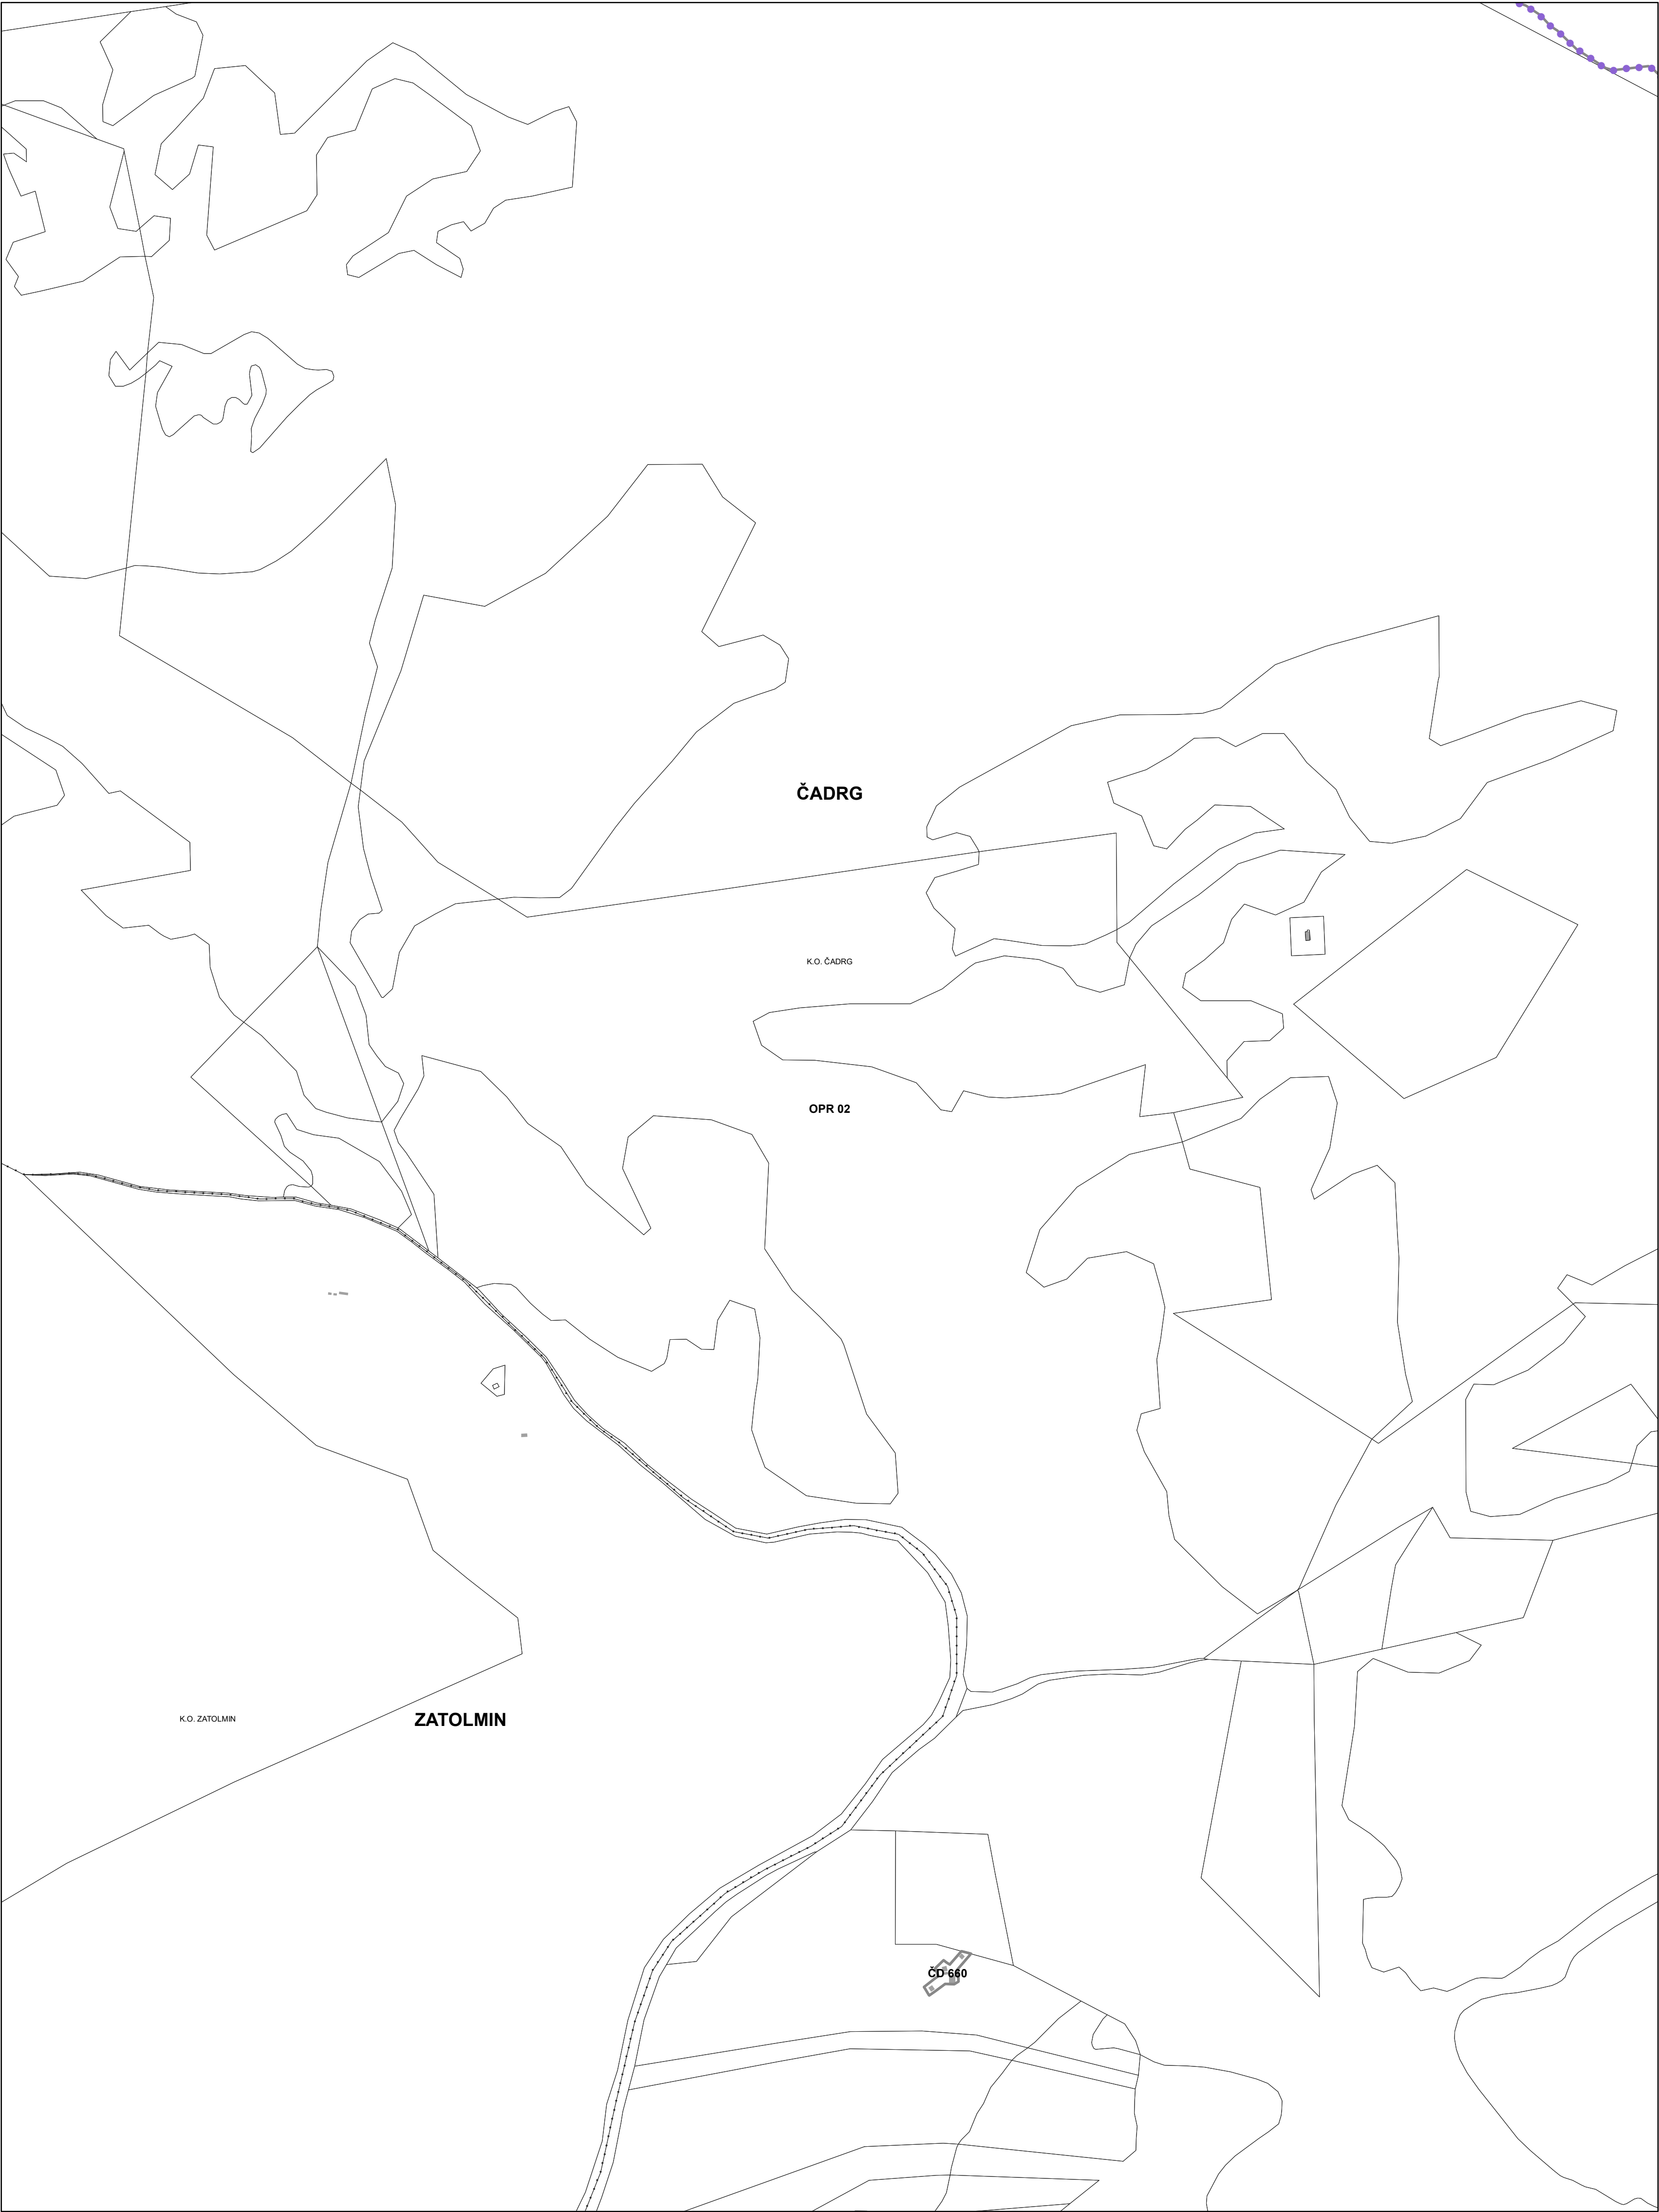 ČADRG
K.O. ČADRG
OPR 02
K.O. ZATOLMIN
ZATOLMIN
ČD 660